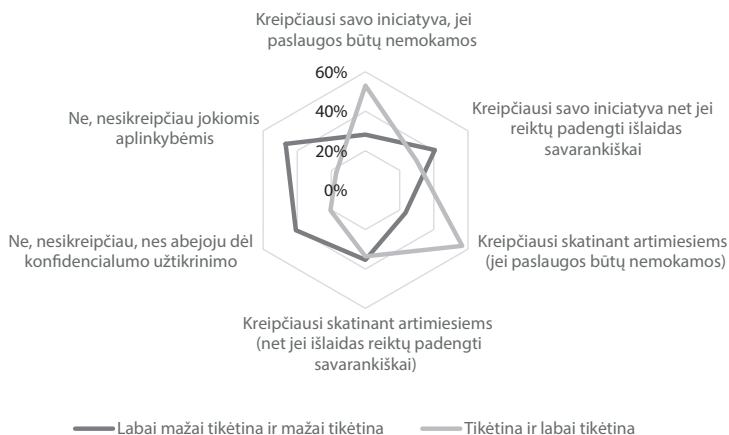 Kreipčiausi savo iniciatyva, jei
paslaugos būtų nemokamos
60%
40%
20%
0%
Kreipčiausi savo iniciatyva net jei
reiktų padengti išlaidas
savarankiškai
Kreipčiausi skatinant artimiesiems
(jei paslaugos būtų nemokamos)
Kreipčiausi skatinant artimiesiems
(net jei išlaidas reiktų padengti
savarankiškai)
Ne, nesikreipčiau, nes abejoju dėl
konfidencialumo užtikrinimo
Ne, nesikreipčiau jokiomis
aplinkybėmis
Labai mažai tikėtina ir mažai tikėtina
Tikėtina ir labai tikėtina